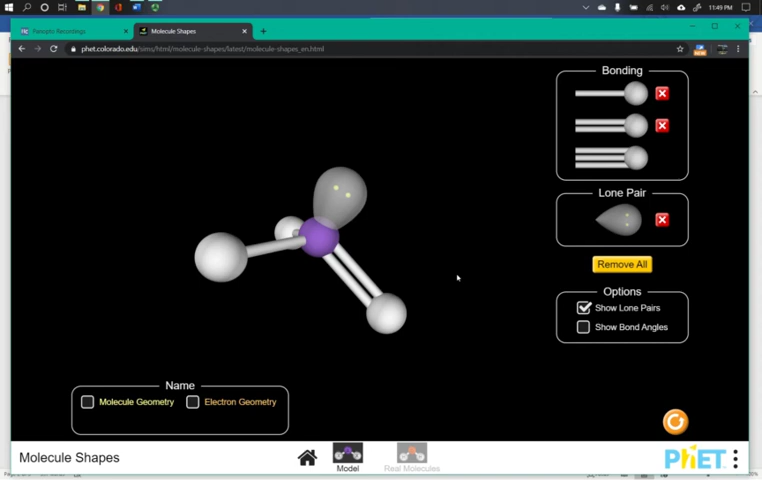 11:49 PM
Panopto Recordings
Molecule Shapes
phet.colorado.edu/sims/html/molecule-shapes/latest/molecule-shapes_en.html
Bonding
Lone Pair
Remove All
Options
Show Lone Pairs
Show Bond Angles
Name
Molecule Geometry
Electron Geometry
Molecule Shapes
Model
Real Molecules
PhET